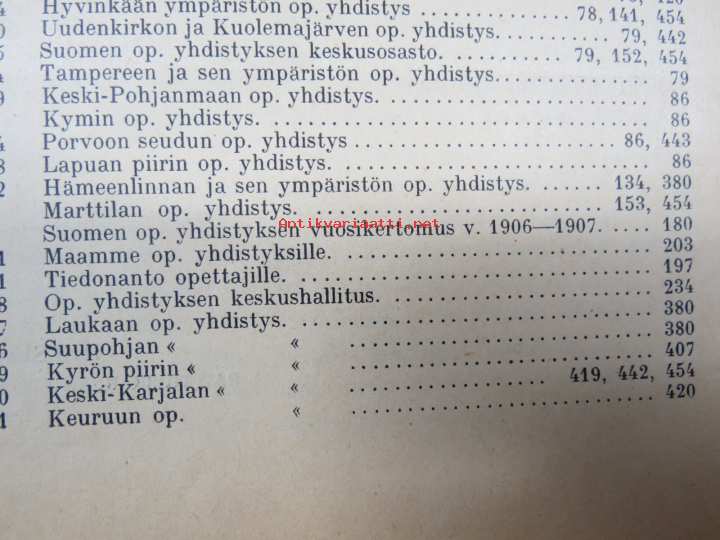 Hyvinkään ympäristön op. yhdistys ............ 78, 141, 454
Uudenkirkon ja Kuolemajärven op. yhdistys. ........... 79, 442
Suomen op. yhdistyksen keskusosasto. .......... 79, 152, 454
Tampereen ja sen ympäristön op. yhdistys. .............. 79
Keski-Pohjanmaan op. yhdistys. ....................... 86
Kymin op. yhdistys. ................................. 86
Porvoon seudun op. yhdistys ..................... 86, 443
Lapuan piirin op. yhdistys. ........................... 86
Hämeenlinnan ja sen ympäristön op. yhdistys. ...... 134, 380
Marttilan op. yhdistys. ........................ 153, 454
Antikvariaatti.net
Suomen op. yhdistyksen vuosikertomus v. 1906—1907. .... 180
Maamme op. yhdistyksille. ........................... 203
Tiedonanto opettajille. .............................. 197
Op. yhdistyksen keskushallitus. ...................... 234
Laukaan op. yhdistys. .............................. 380
Suupohjan « « ......................... 380
Kyrön piirin « « ......................... 407
Keski-Karjalan « « ................ 419, 442, 454
Keuruun op. « ......................... 420